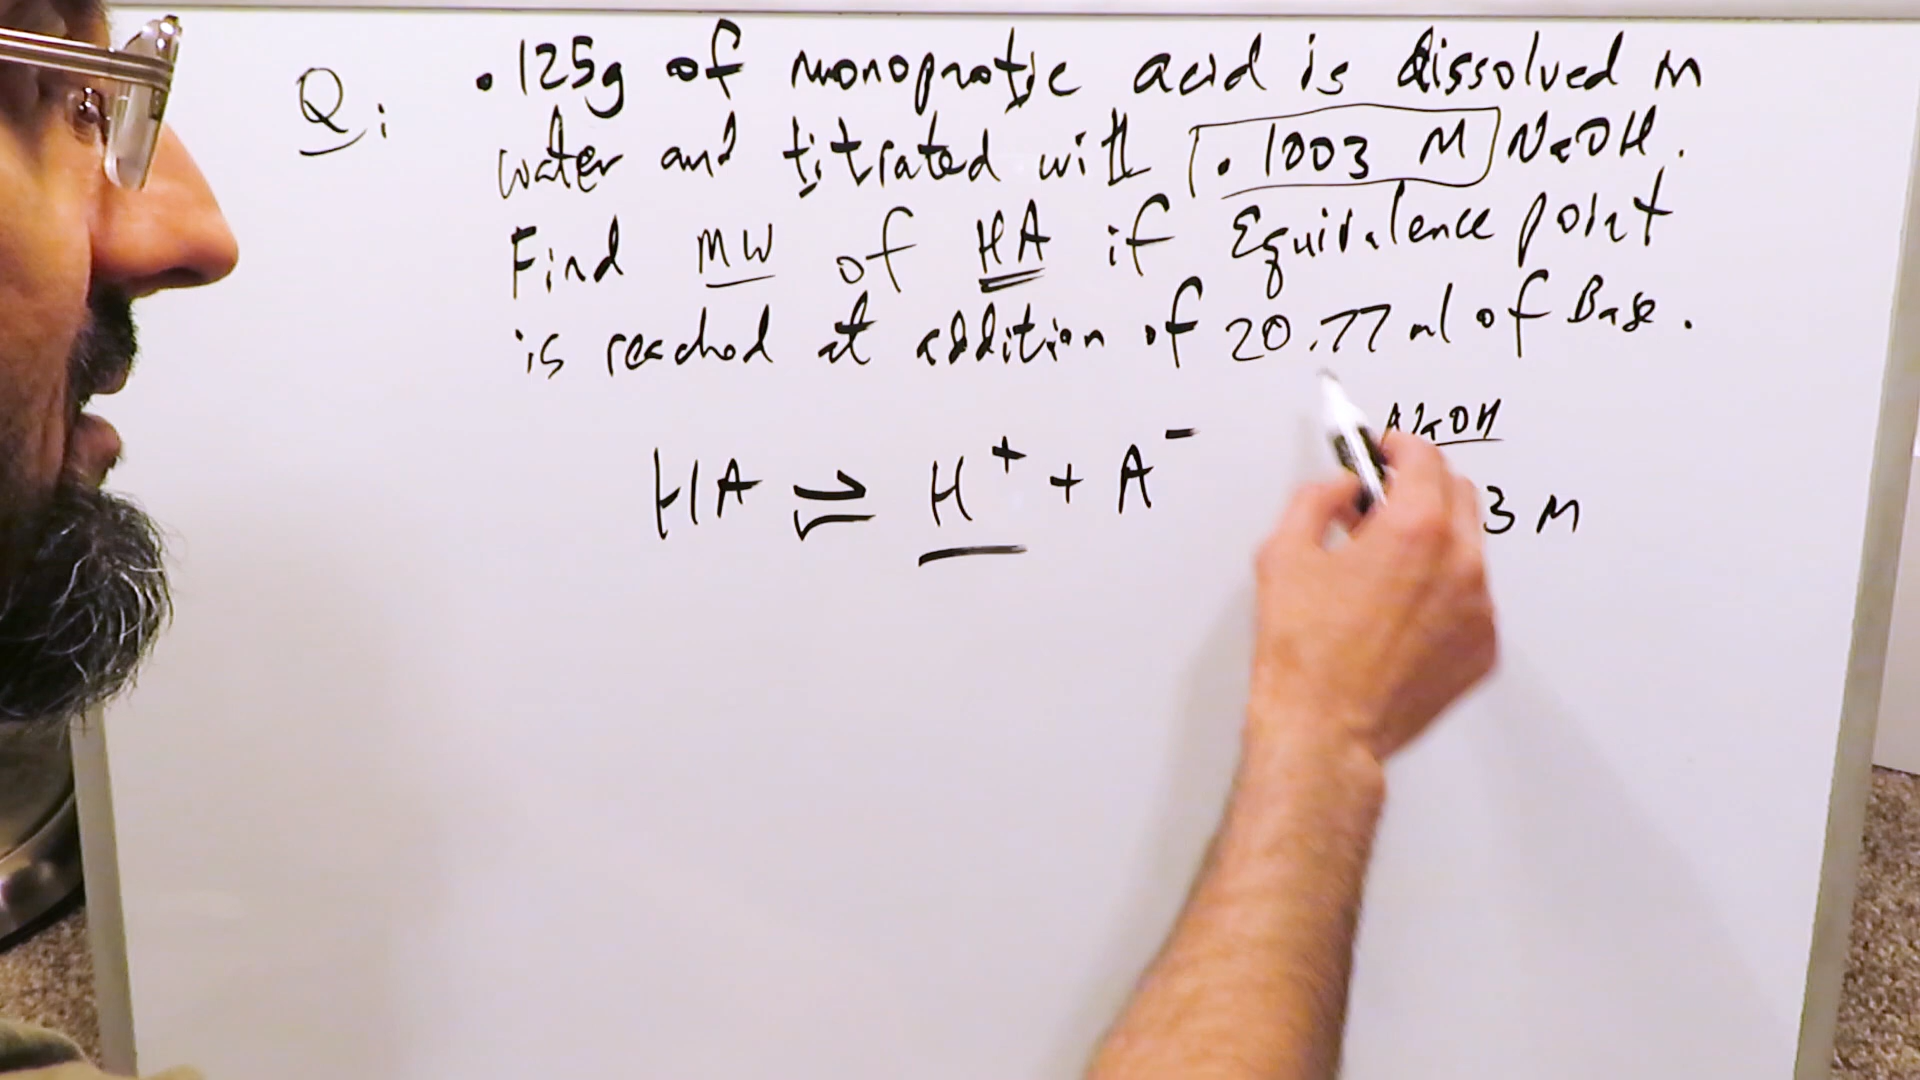 Q: .125g of monoprotic acid is dissolved in
water and titrated with .1003 M NaOH.
Find MW of HA if Equivalence point
is reached at addition of 20.77 ml of Base.
NaOH
HA ⇌ H⁺ + A⁻
3 M